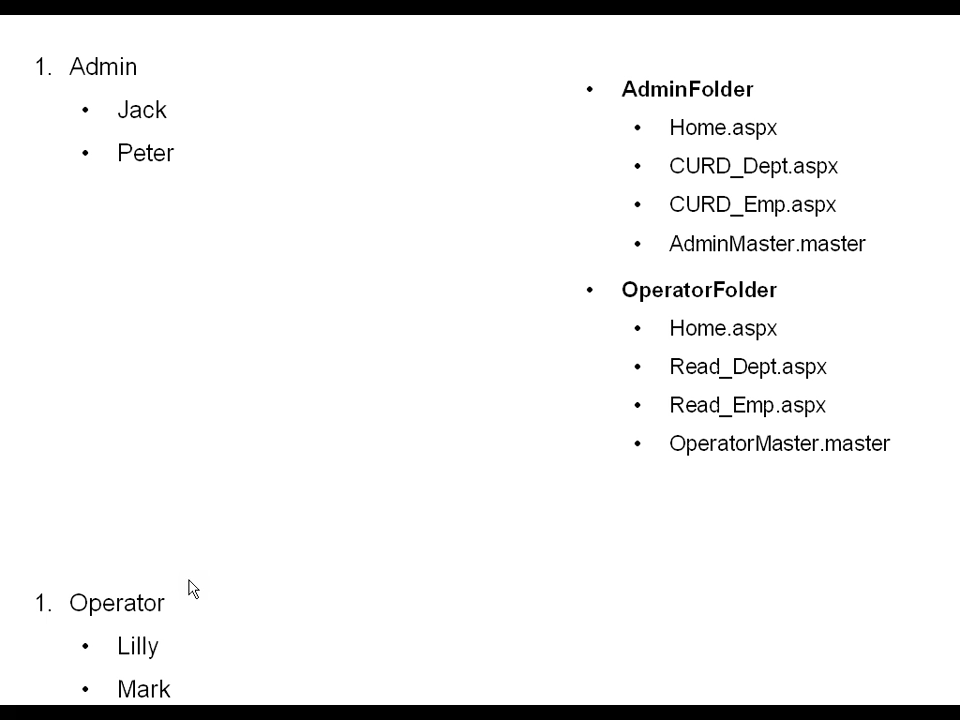 1. Admin
• Jack
• Peter
• AdminFolder
• Home.aspx
• CURD_Dept.aspx
• CURD_Emp.aspx
• AdminMaster.master
• OperatorFolder
• Home.aspx
• Read_Dept.aspx
• Read_Emp.aspx
• OperatorMaster.master
1. Operator
• Lilly
• Mark